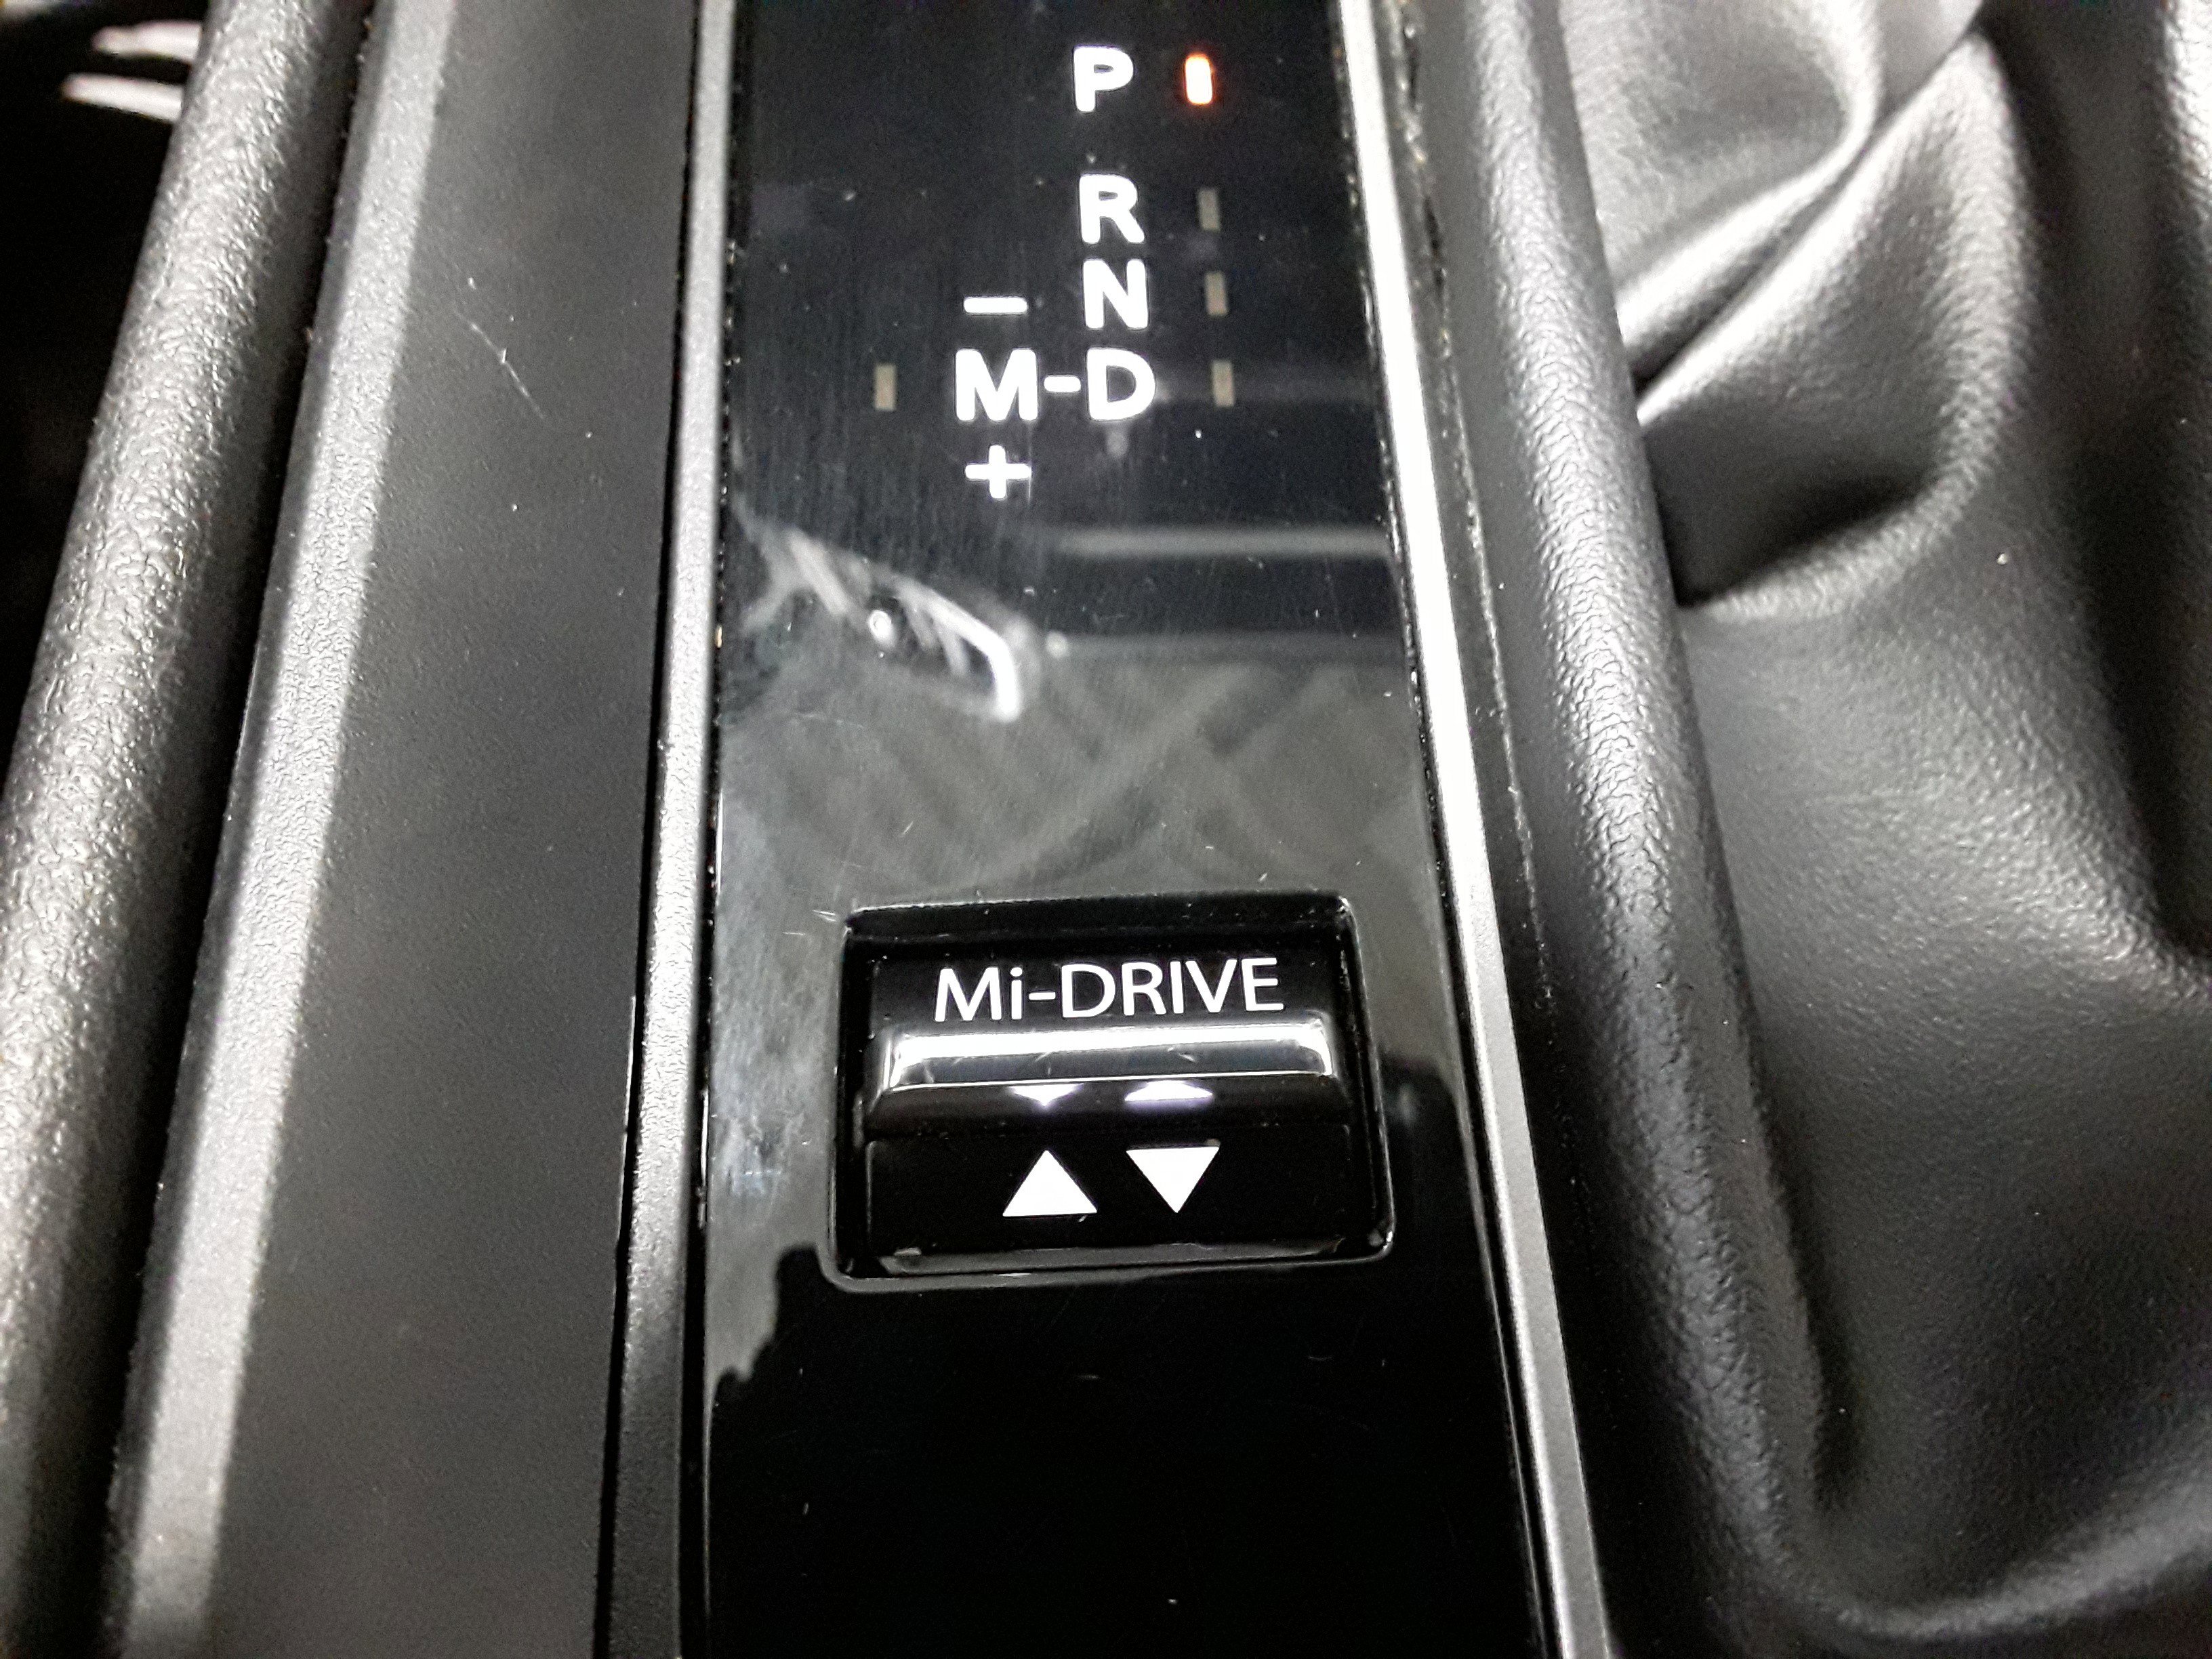 P
R
– N
M-D
+
Mi-DRIVE
▲ ▼